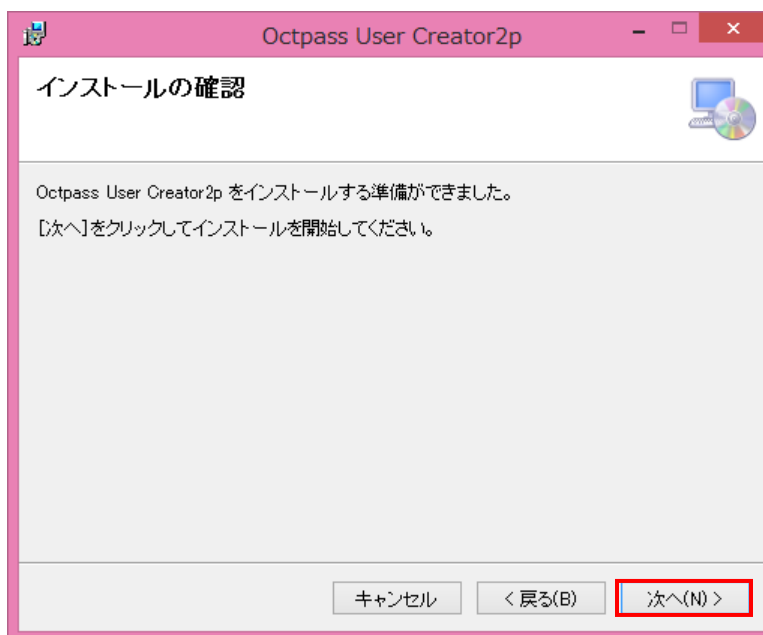 Octpass User Creator2p
インストールの確認
Octpass User Creator2p をインストールする準備ができました。
[次へ]をクリックしてインストールを開始してください。
キャンセル
< 戻る(B)
次へ(N) >